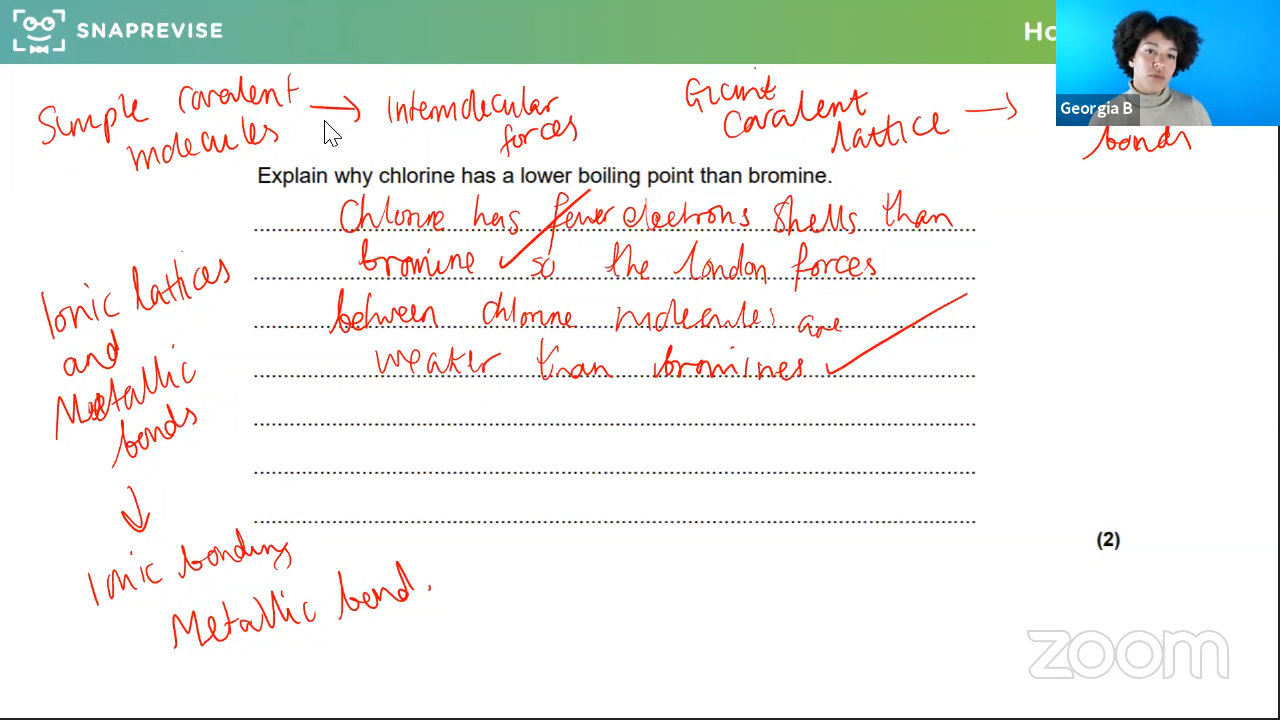 SNAPREVISE
Ho
Georgia B
Simple covalent
molecules
→ Intermolecular
forces
Giant
Covalent
lattice →
bonds
Explain why chlorine has a lower boiling point than bromine.
Chlorine has fewer electrons shells than
bromine ✓ so the london forces
between chlorine molecules are
weaker than bromines ✓
Ionic lattices
and
Metallic
bonds
↓
Ionic bonding
Metallic bond.
(2)
zoom